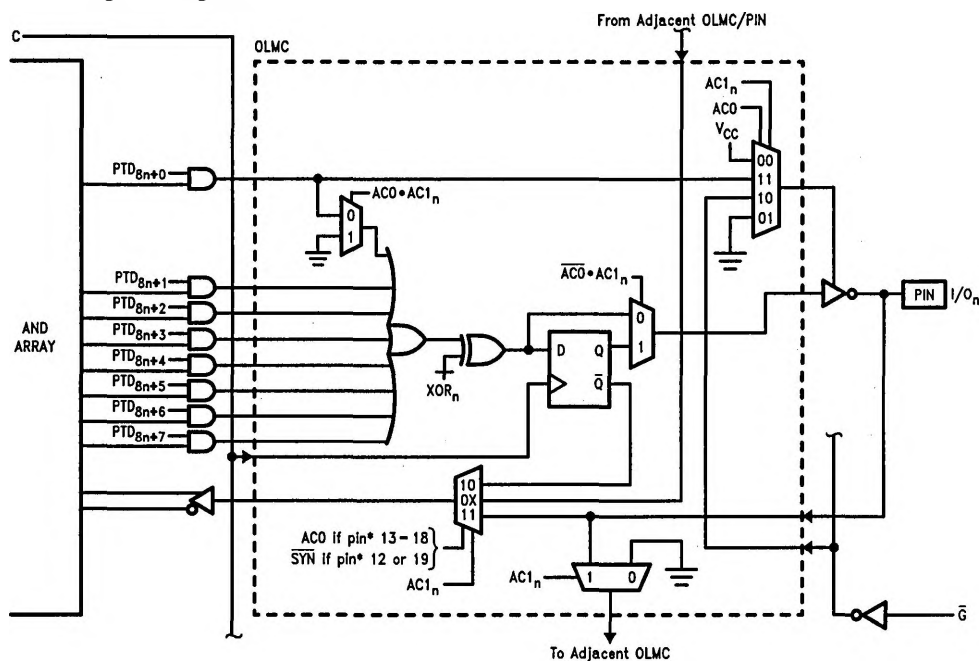 From Adjacent OLMC/PIN
C
OLMC
AC1n
AC0
VCC
PTD8n+0
00
11
10
01
AC0•AC1n
0
1
PTD8n+1
PTD8n+2
PTD8n+3
PTD8n+4
PTD8n+5
PTD8n+6
PTD8n+7
AND
ARRAY
XORn
D
Q
Q̅
A̅C̅0̅•AC1n
0
1
PIN
I/On
10
0X
11
AC0 if pin* 13-18
S̅Y̅N̅ if pin* 12 or 19
AC1n
AC1n
1
0
G̅
To Adjacent OLMC